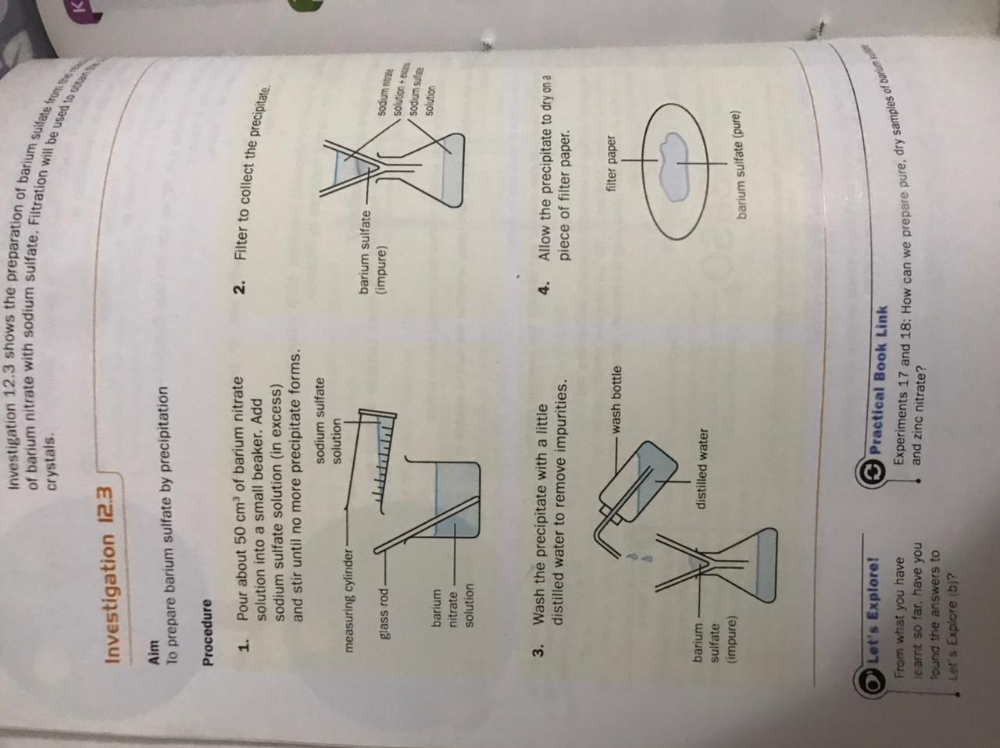 Investigation 12.3 shows the preparation of barium sulfate from the
of barium nitrate with sodium sulfate. Filtration will be used to obtain the
crystals.
Investigation 12.3
Aim
To prepare barium sulfate by precipitation
Procedure
1. Pour about 50 cm³ of barium nitrate
solution into a small beaker. Add
sodium sulfate solution (in excess)
and stir until no more precipitate forms.
sodium sulfate
solution
measuring cylinder
glass rod
barium
nitrate
solution
2. Filter to collect the precipitate.
sodium nitrate
solution + excess
sodium sulfate
solution
barium sulfate
(impure)
3. Wash the precipitate with a little
distilled water to remove impurities.
wash bottle
distilled water
barium
sulfate
(impure)
4. Allow the precipitate to dry on a
piece of filter paper.
filter paper
barium sulfate (pure)
Let's Explore!
From what you have
learnt so far, have you
found the answers to
Let's Explore (b)?
Practical Book Link
Experiments 17 and 18: How can we prepare pure, dry samples of barium sulfate
and zinc nitrate?
K